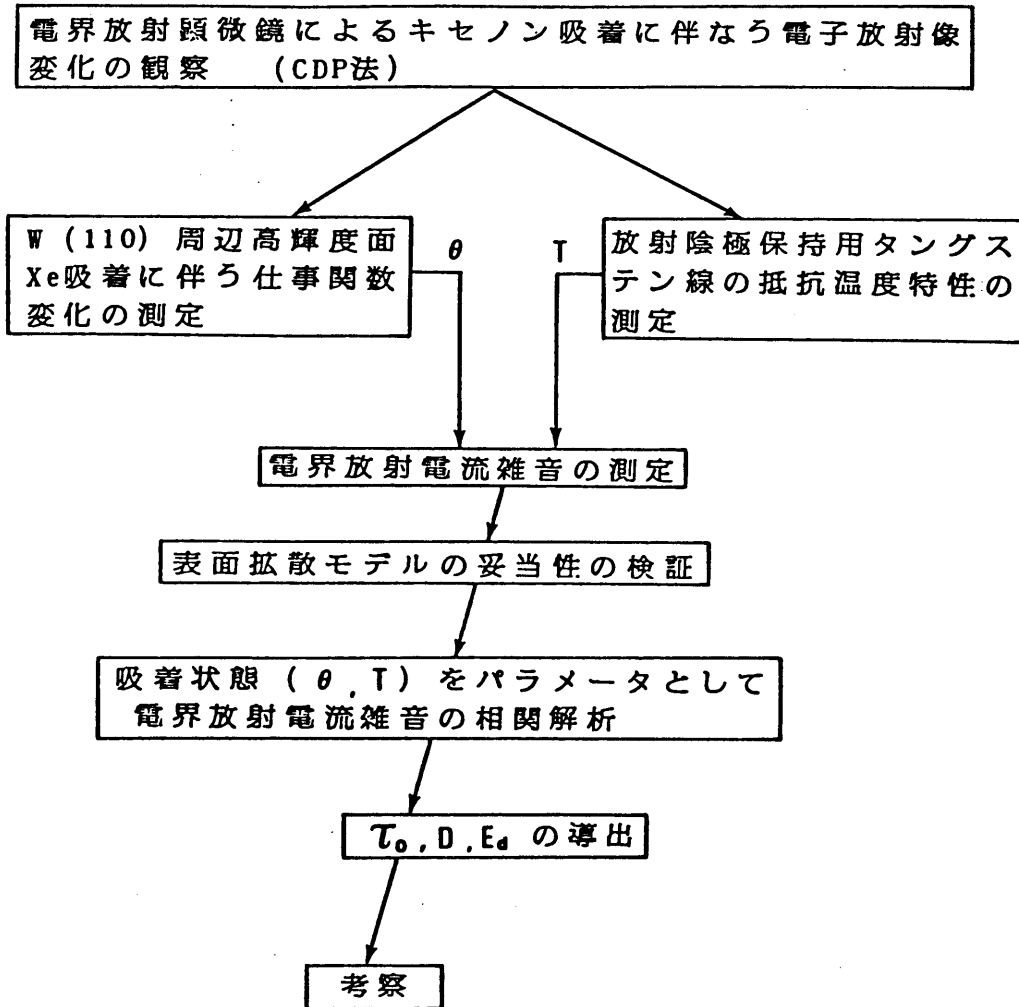 電界放射顕微鏡によるキセノン吸着に伴なう電子放射像
変化の観察 (CDP法)
W (110) 周辺高輝度面
Xe吸着に伴う仕事関数
変化の測定
θ
T
放射陰極保持用タングス
テン線の抵抗温度特性の
測定
電界放射電流雑音の測定
表面拡散モデルの妥当性の検証
吸着状態 (θ,T) をパラメータとして
電界放射電流雑音の相関解析
τ₀,D,Ed の導出
考察